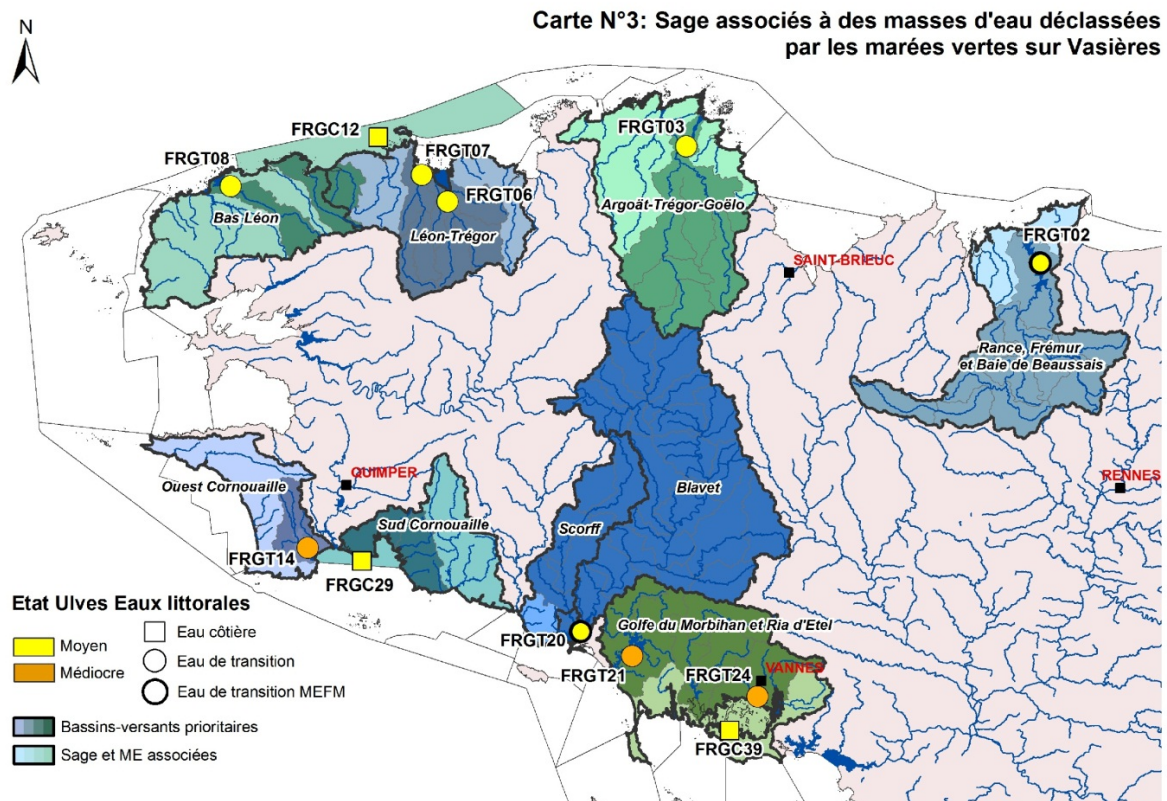 Carte N°3: Sage associés à des masses d'eau déclassées
par les marées vertes sur Vasières
N
FRGC12
FRGT03
FRGT07
FRGT08
FRGT06
Bas Léon
Argoät-Trégor-Goëlo
Léon-Trégor
FRGT02
SAINT-BRIEUC
Rance, Frémur
et Baie de Beaussais
QUIMPER
Ouest Cornouaille
Blavet
RENNES
Sud Cornouaille
Scorff
FRGT14
FRGC29
Etat Ulves Eaux littorales
Moyen
Médiocre
Eau côtière
Eau de transition
Eau de transition MEFM
Bassins-versants prioritaires
Sage et ME associées
Golfe du Morbihan et Ria d'Etel
FRGT20
FRGT21
FRGT24
VANNES
FRGC39